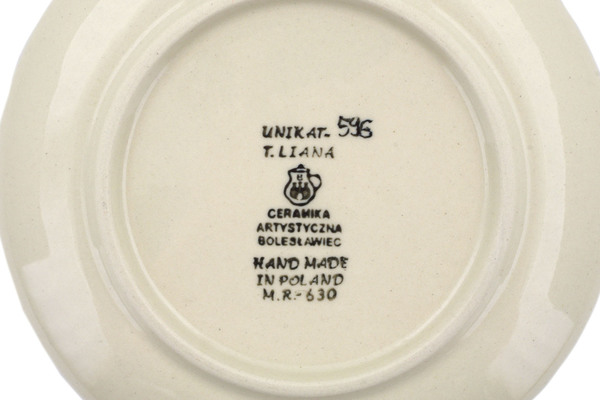 UNIKAT- 596
T. LIANA
CERAMIKA
ARTYSTYCZNA
BOLESŁAWIEC
HAND MADE
IN POLAND
M.R.-630